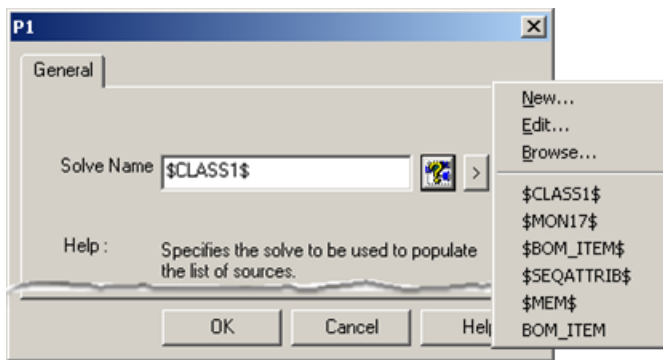 P1
General
Solve Name $CLASS1$ >
Help : Specifies the solve to be used to populate
the list of sources.
OK Cancel Help
New...
Edit...
Browse...
$CLASS1$
$MON17$
$BOM_ITEM$
$SEQATTRIB$
$MEM$
BOM_ITEM